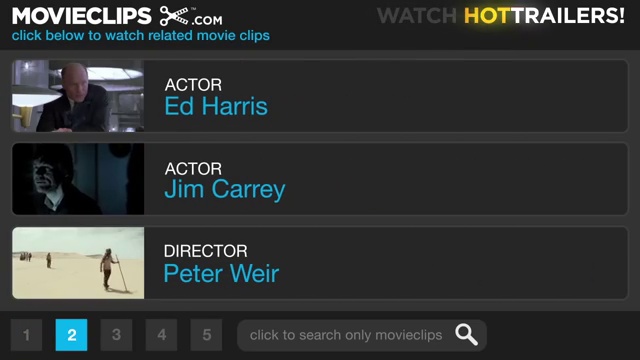 MOVIECLIPS .COM™
WATCH HOTTRAILERS!
click below to watch related movie clips
ACTOR
Ed Harris
ACTOR
Jim Carrey
DIRECTOR
Peter Weir
1 2 3 4 5 click to search only movieclips